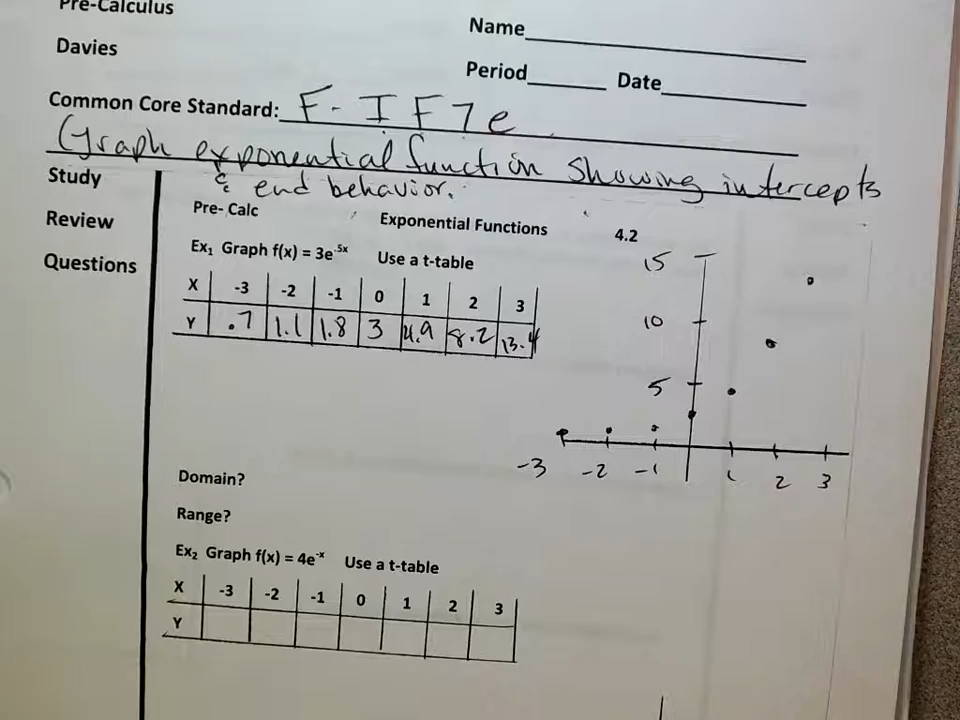 Pre-Calculus
Name
Davies
Period Date
Common Core Standard: F-IF7e
Graph exponential function showing intercepts
& end behavior.
Study
Review
Questions
Pre-Calc Exponential Functions 4.2
Ex₁ Graph f(x) = 3e^.5x Use a t-table
X -3 -2 -1 0 1 2 3
Y .7 1.1 1.8 3 4.9 8.2 13.4
15
10
5
-3 -2 -1 1 2 3
Domain?
Range?
Ex₂ Graph f(x) = 4e^-x Use a t-table
X -3 -2 -1 0 1 2 3
Y